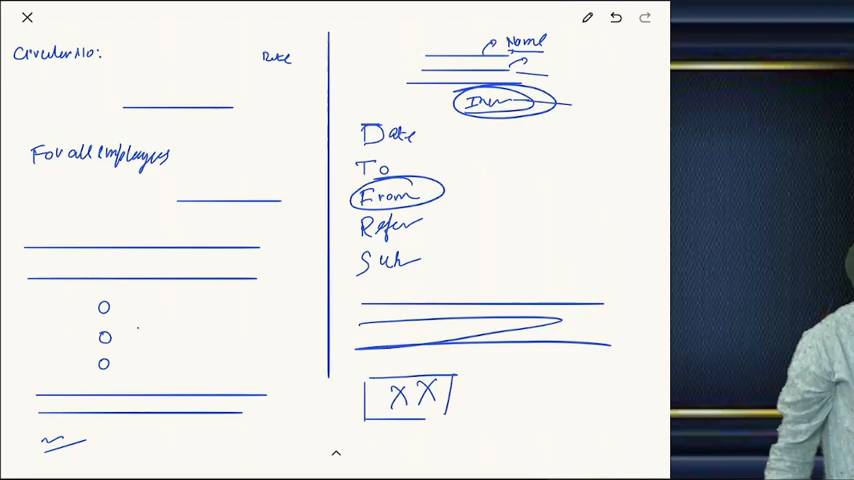 Circular No:
Date
For all employees
Name
Date
To
From
Refer
Sub
XX